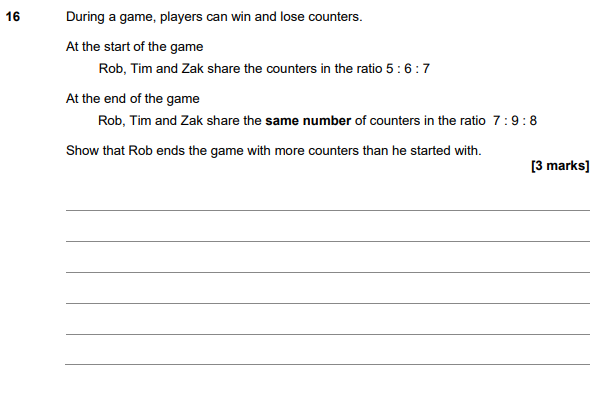 16 During a game, players can win and lose counters.
At the start of the game
Rob, Tim and Zak share the counters in the ratio 5 : 6 : 7
At the end of the game
Rob, Tim and Zak share the same number of counters in the ratio 7 : 9 : 8
Show that Rob ends the game with more counters than he started with.
[3 marks]